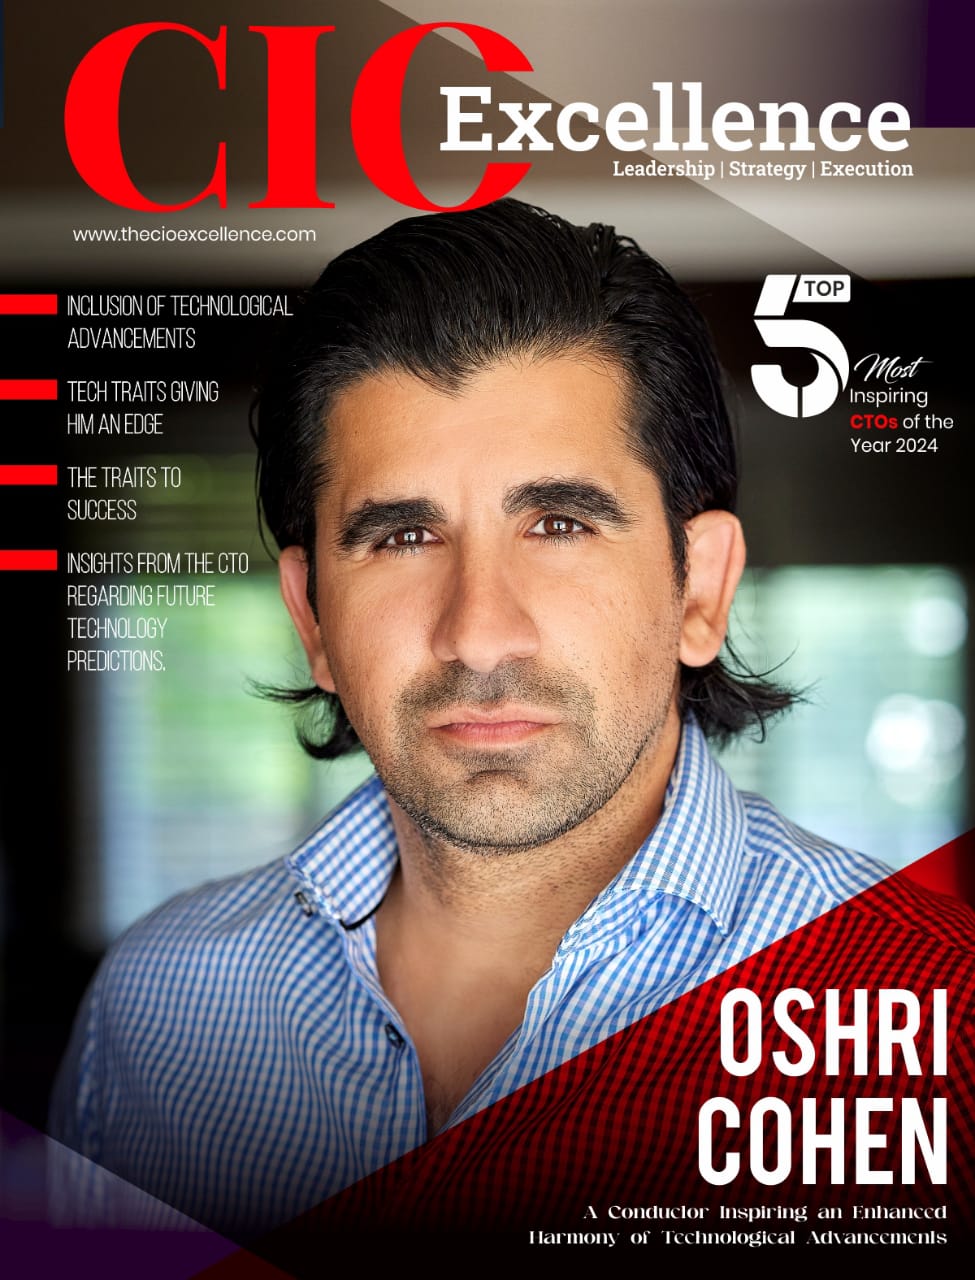 CIO
Excellence
Leadership | Strategy | Execution
www.thecioexcellence.com
TOP
5
Most
Inspiring
CTOs of the
Year 2024
INCLUSION OF TECHNOLOGICAL
ADVANCEMENTS
TECH TRAITS GIVING
HIM AN EDGE
THE TRAITS TO
SUCCESS
INSIGHTS FROM THE CTO
REGARDING FUTURE
TECHNOLOGY
PREDICTIONS.
OSHRI
COHEN
A Conductor Inspiring an Enhanced
Harmony of Technological Advancements